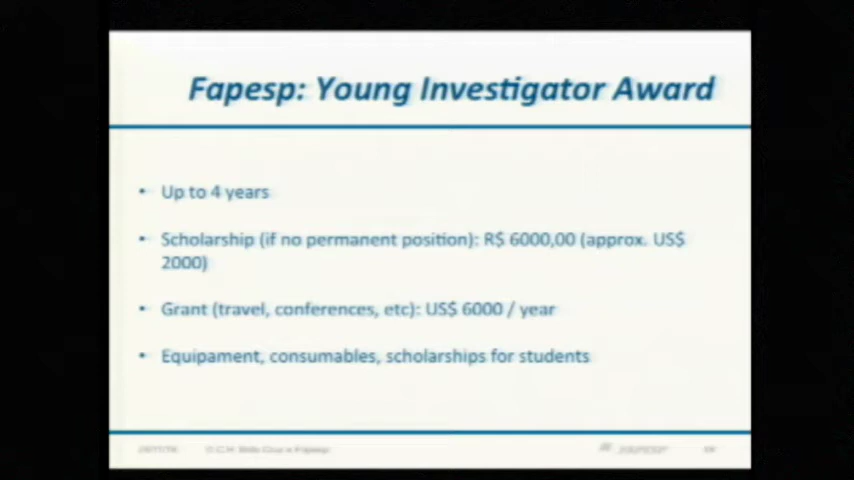 Fapesp: Young Investigator Award
• Up to 4 years
• Scholarship (if no permanent position): R$ 6000,00 (approx. US$
2000)
• Grant (travel, conferences, etc): US$ 6000 / year
• Equipament, consumables, scholarships for students